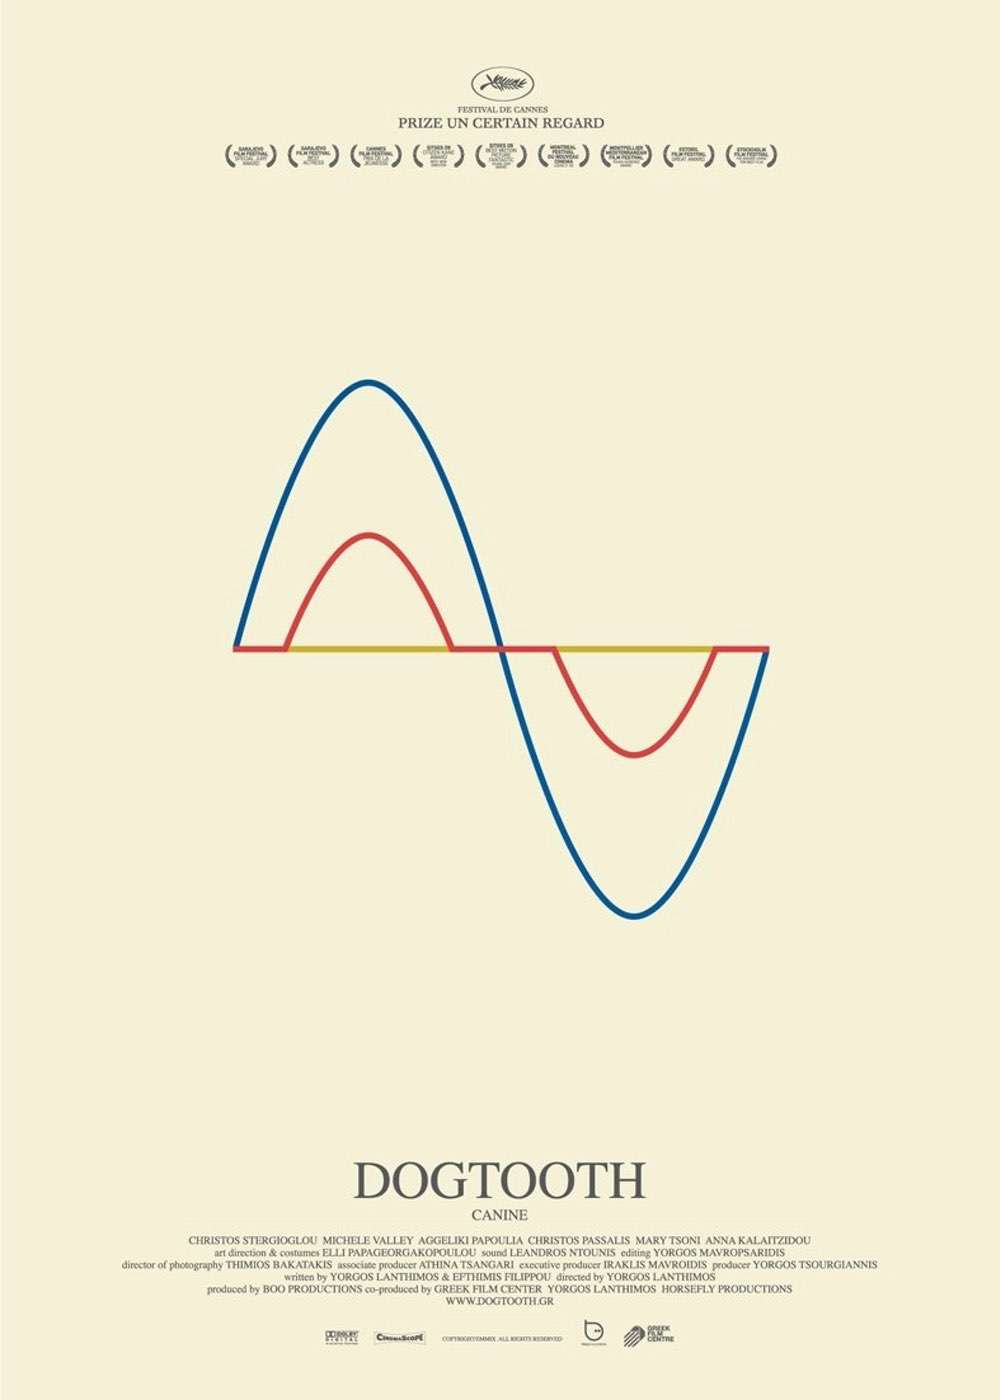 FESTIVAL DE CANNES
PRIZE UN CERTAIN REGARD
SARAJEVO
FILM FESTIVAL
SPECIAL JURY
AWARD
SARAJEVO
FILM FESTIVAL
BEST
ACTRESS
CANNES
FILM FESTIVAL
PRIX DE LA
JEUNESSE
SITGES 09
CITIZEN KANE
AWARD
BEST NEW
DIRECTOR
SITGES 09
BEST MOTION
PICTURE
FANTASTIC
AWARD
MONTREAL
FESTIVAL
DU NOUVEAU
CINEMA
MONTPELLIER
MEDITERRANEAN
FILM FESTIVAL
AWARD
ESTORIL
FILM FESTIVAL
GREAT AWARD
STOCKHOLM
FILM FESTIVAL
DOGTOOTH
CANINE
CHRISTOS STERGIOGLOU MICHELE VALLEY AGGELIKI PAPOULIA CHRISTOS PASSALIS MARY TSONI ANNA KALAITZIDOU
art direction & costumes ELLI PAPAGEORGAKOPOULOU sound LEANDROS NTOUNIS editing YORGOS MAVROPSARIDIS
director of photography THIMIOS BAKATAKIS associate producer ATHINA TSANGARI executive producer IRAKLIS MAVROIDIS producer YORGOS TSOURGIANNIS
written by YORGOS LANTHIMOS & EFTHIMIS FILIPPOU directed by YORGOS LANTHIMOS
produced by BOO PRODUCTIONS co-produced by GREEK FILM CENTER YORGOS LANTHIMOS HORSEFLY PRODUCTIONS
WWW.DOGTOOTH.GR
DOLBY
DIGITAL
CINEMASCOPE
COPYRIGHT©MMIX. ALL RIGHTS RESERVED
GREEK
FILM
CENTRE